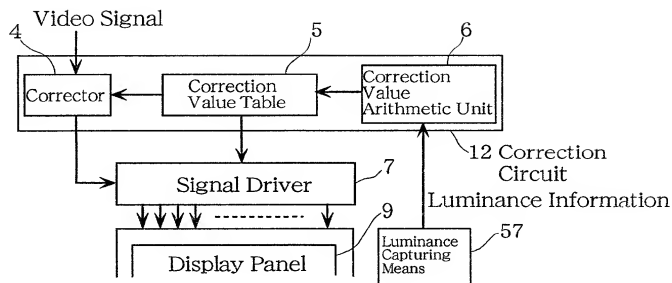 Video Signal
4
5
6
Corrector
Correction
Value Table
Correction
Value
Arithmetic Unit
12 Correction
Circuit
Signal Driver
7
Luminance Information
9
57
Display Panel
Luminance
Capturing
Means